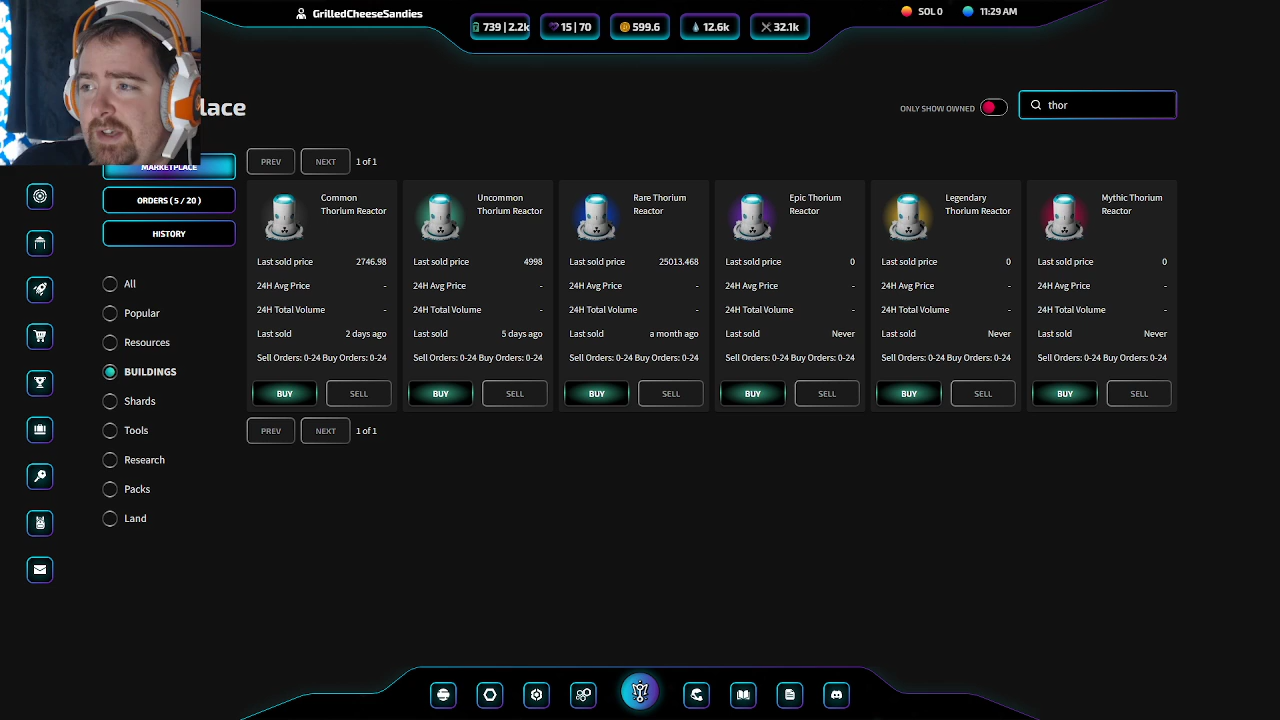 GrilledCheeseSandies
739 | 2.2k
15 | 70
599.6
12.6k
32.1k
SOL 0
11:29 AM
lace
ONLY SHOW OWNED
thor
MARKETPLACE
ORDERS ( 5 / 20 )
HISTORY
PREV
NEXT
1 of 1
All
Popular
Resources
BUILDINGS
Shards
Tools
Research
Packs
Land
Common
Thorium Reactor
Last sold price 2746.98
24H Avg Price -
24H Total Volume -
Last sold 2 days ago
Sell Orders: 0-24 Buy Orders: 0-24
BUY
SELL
Uncommon
Thorium Reactor
Last sold price 4998
24H Avg Price -
24H Total Volume -
Last sold 5 days ago
Sell Orders: 0-24 Buy Orders: 0-24
BUY
SELL
Rare Thorium
Reactor
Last sold price 25013.468
24H Avg Price -
24H Total Volume -
Last sold a month ago
Sell Orders: 0-24 Buy Orders: 0-24
BUY
SELL
Epic Thorium
Reactor
Last sold price 0
24H Avg Price -
24H Total Volume -
Last sold Never
Sell Orders: 0-24 Buy Orders: 0-24
BUY
SELL
Legendary
Thorium Reactor
Last sold price 0
24H Avg Price -
24H Total Volume -
Last sold Never
Sell Orders: 0-24 Buy Orders: 0-24
BUY
SELL
Mythic Thorium
Reactor
Last sold price 0
24H Avg Price -
24H Total Volume -
Last sold Never
Sell Orders: 0-24 Buy Orders: 0-24
BUY
SELL
PREV
NEXT
1 of 1